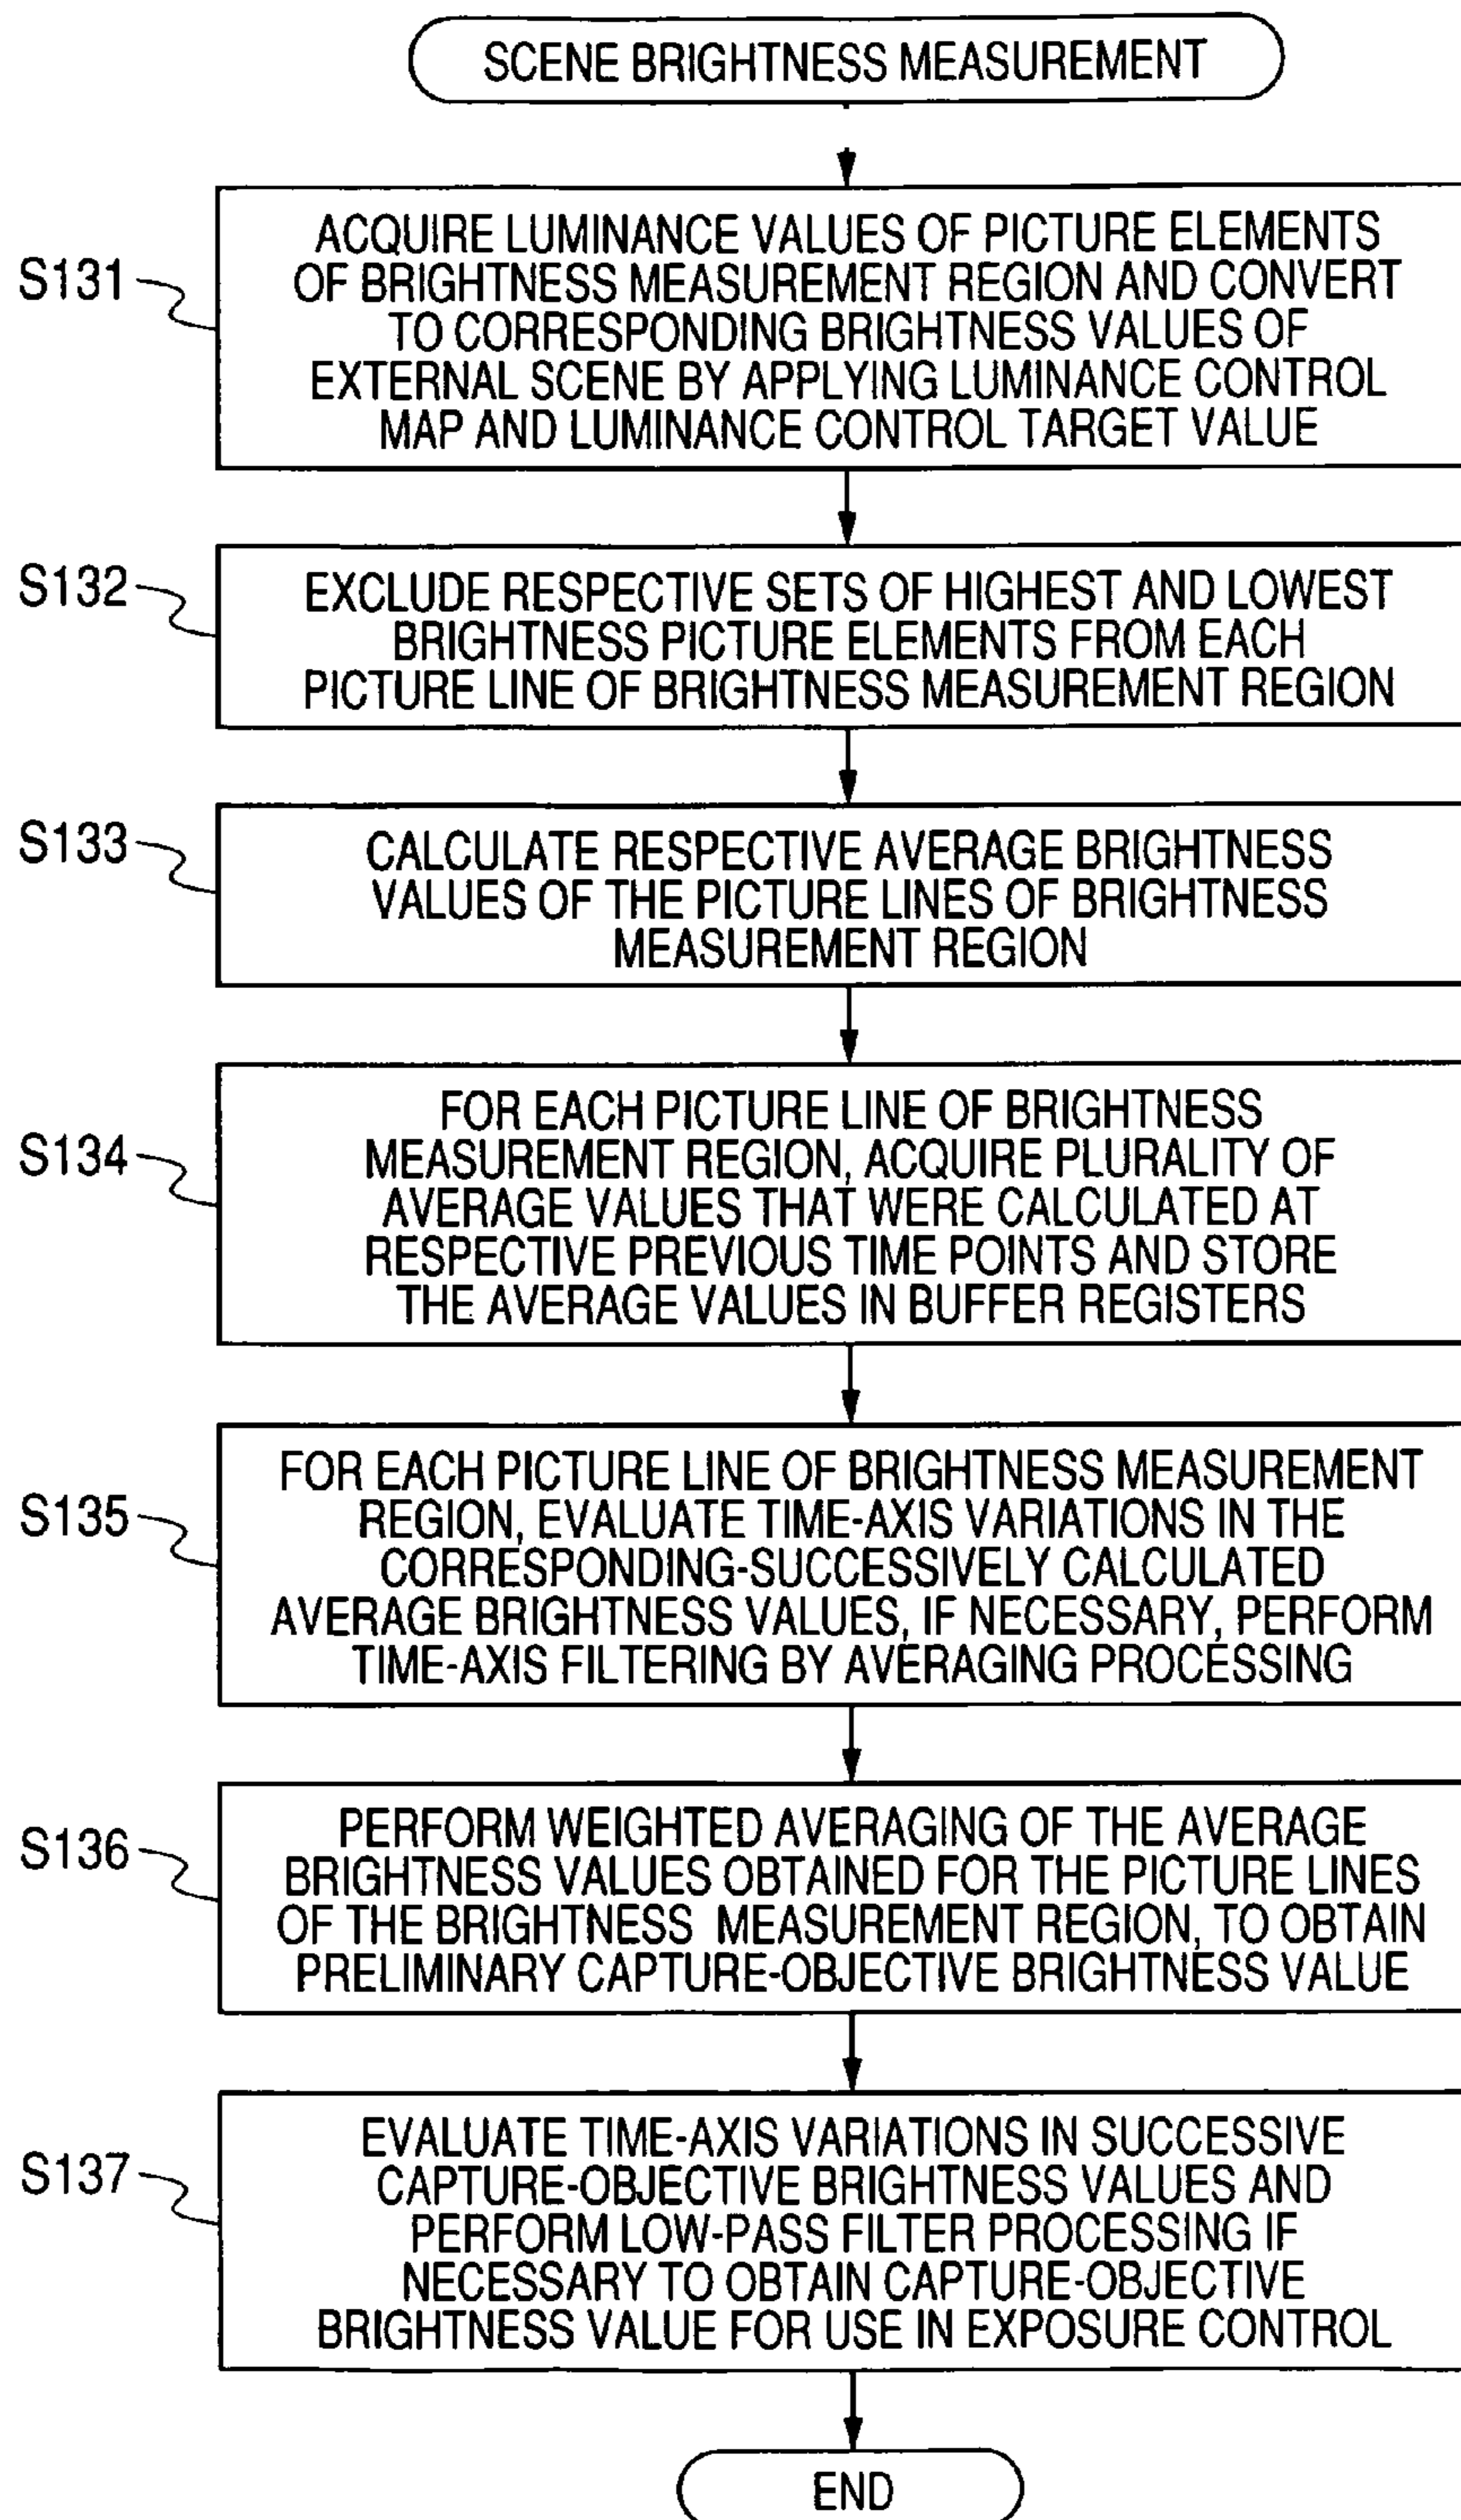 SCENE BRIGHTNESS MEASUREMENT
S131
ACQUIRE LUMINANCE VALUES OF PICTURE ELEMENTS
OF BRIGHTNESS MEASUREMENT REGION AND CONVERT
TO CORRESPONDING BRIGHTNESS VALUES OF
EXTERNAL SCENE BY APPLYING LUMINANCE CONTROL
MAP AND LUMINANCE CONTROL TARGET VALUE
S132
EXCLUDE RESPECTIVE SETS OF HIGHEST AND LOWEST
BRIGHTNESS PICTURE ELEMENTS FROM EACH
PICTURE LINE OF BRIGHTNESS MEASUREMENT REGION
S133
CALCULATE RESPECTIVE AVERAGE BRIGHTNESS
VALUES OF THE PICTURE LINES OF BRIGHTNESS
MEASUREMENT REGION
S134
FOR EACH PICTURE LINE OF BRIGHTNESS
MEASUREMENT REGION, ACQUIRE PLURALITY OF
AVERAGE VALUES THAT WERE CALCULATED AT
RESPECTIVE PREVIOUS TIME POINTS AND STORE
THE AVERAGE VALUES IN BUFFER REGISTERS
S135
FOR EACH PICTURE LINE OF BRIGHTNESS MEASUREMENT
REGION, EVALUATE TIME-AXIS VARIATIONS IN THE
CORRESPONDING-SUCCESSIVELY CALCULATED
AVERAGE BRIGHTNESS VALUES, IF NECESSARY, PERFORM
TIME-AXIS FILTERING BY AVERAGING PROCESSING
S136
PERFORM WEIGHTED AVERAGING OF THE AVERAGE
BRIGHTNESS VALUES OBTAINED FOR THE PICTURE LINES
OF THE BRIGHTNESS MEASUREMENT REGION, TO OBTAIN
PRELIMINARY CAPTURE-OBJECTIVE BRIGHTNESS VALUE
S137
EVALUATE TIME-AXIS VARIATIONS IN SUCCESSIVE
CAPTURE-OBJECTIVE BRIGHTNESS VALUES AND
PERFORM LOW-PASS FILTER PROCESSING IF
NECESSARY TO OBTAIN CAPTURE-OBJECTIVE
BRIGHTNESS VALUE FOR USE IN EXPOSURE CONTROL
END